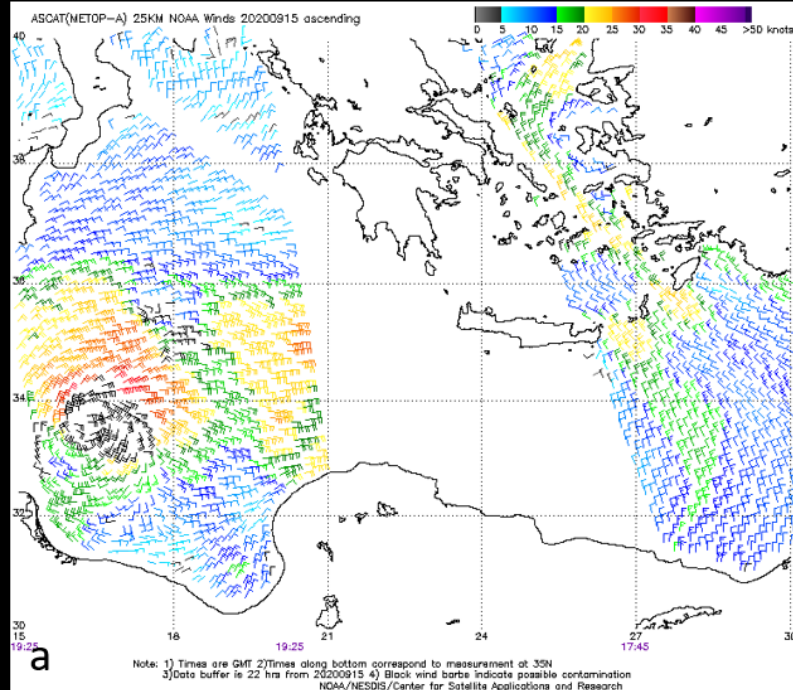 ASCAT(METOP-A) 25KM NOAA Winds 20200915 ascending
0 5 10 15 20 25 30 35 40 45 >50 knots
40
38
36
34
32
30
15 18 21 24 27 30
19:25 19:25 17:45
a
Note: 1) Times are GMT 2)Times along bottom correspond to measurement at 35N
3)Data buffer is 22 hrs from 20200915 4) Black wind barbs indicate possible contamination
NOAA/NESDIS/Center for Satellite Applications and Research